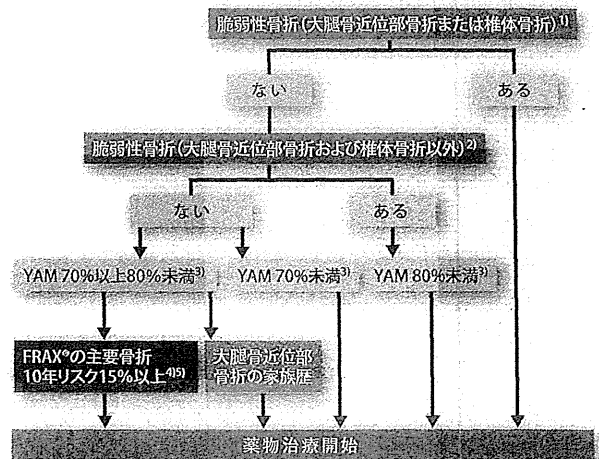 脆弱性骨折(大腿骨近位部骨折または椎体骨折)1)
ない
ある
脆弱性骨折(大腿骨近位部骨折および椎体骨折以外)2)
ない
ある
YAM 70%以上80%未満3)
YAM 70%未満3)
YAM 80%未満3)
FRAX®の主要骨折
10年リスク15%以上4)5)
大腿骨近位部
骨折の家族歴
薬物治療開始